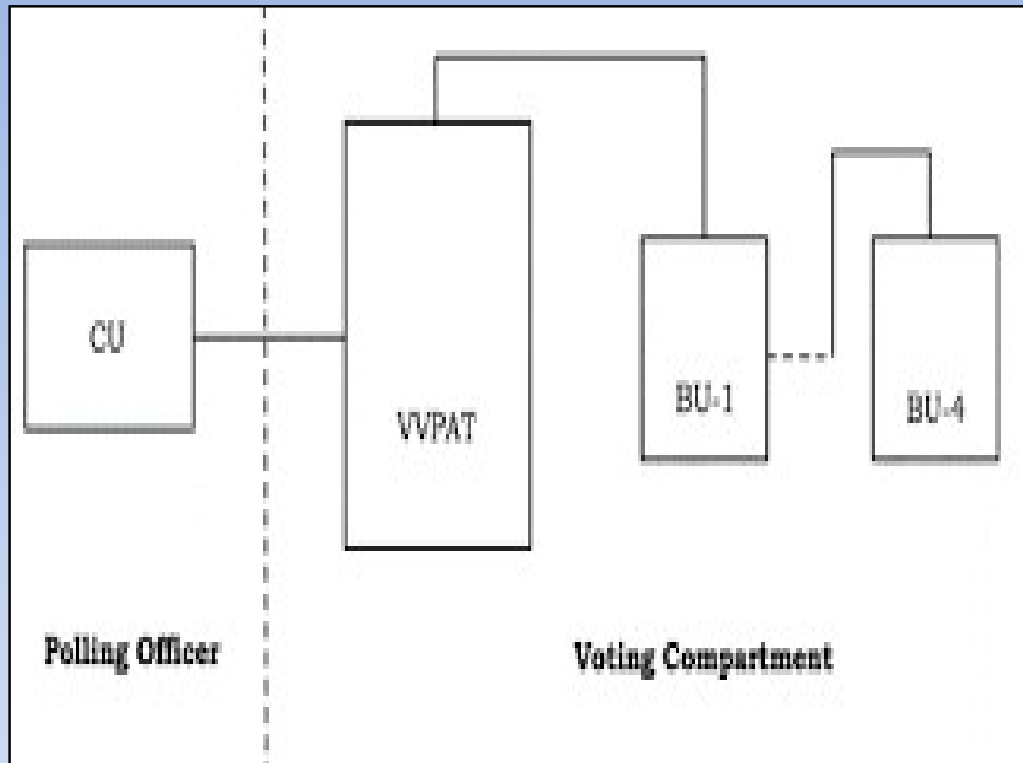 CU
VVPAT
BU-1
BU-4
Polling Officer
Voting Compartment